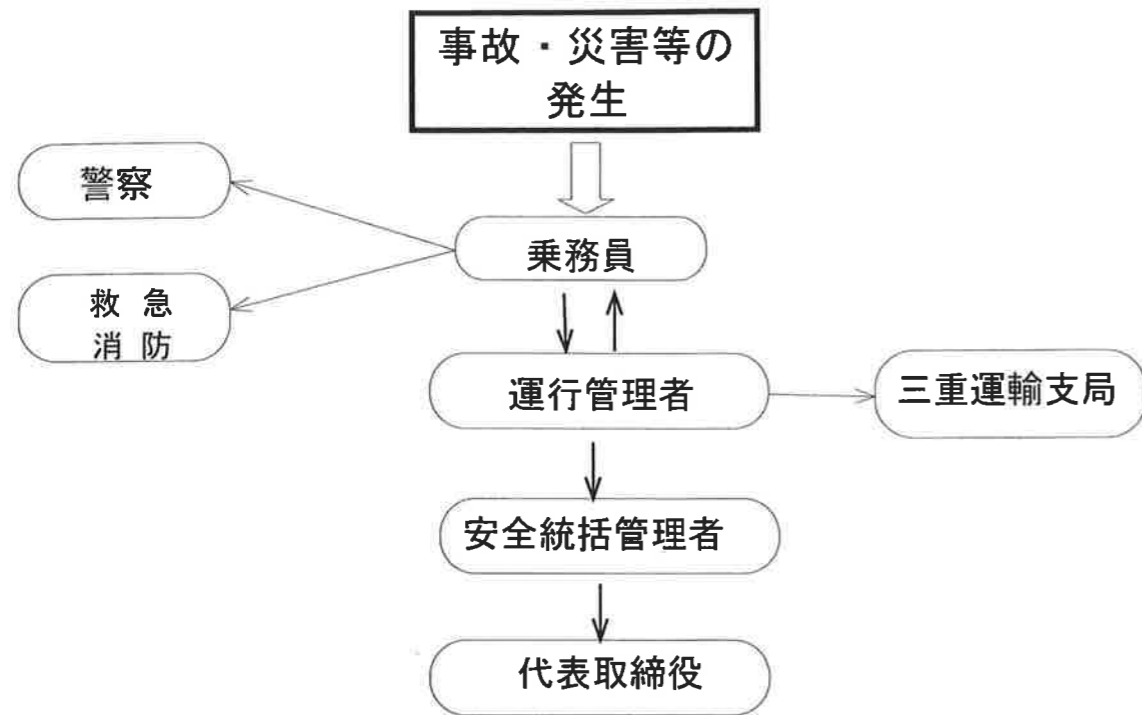 事故・災害等の
発生
警察
乗務員
救 急
消 防
運行管理者
三重運輸支局
安全統括管理者
代表取締役